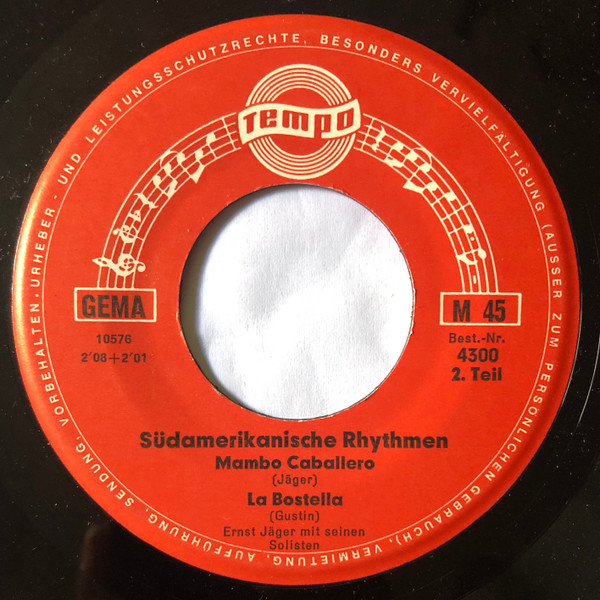 URHEBER- UND LEISTUNGSSCHUTZRECHTE, BESONDERS VERVIELFÄLTIGUNG (AUSSER ZUM PERSÖNLICHEN GEBRAUCH), VERMIETUNG, AUFFÜHRUNG, SENDUNG, VORBEHALTEN.
Tempo
GEMA
M 45
10576
2'08+2'01
Best.-Nr.
4300
2. Teil
Südamerikanische Rhythmen
Mambo Caballero
(Jäger)
La Bostella
(Gustin)
Ernst Jäger mit seinen
Solisten